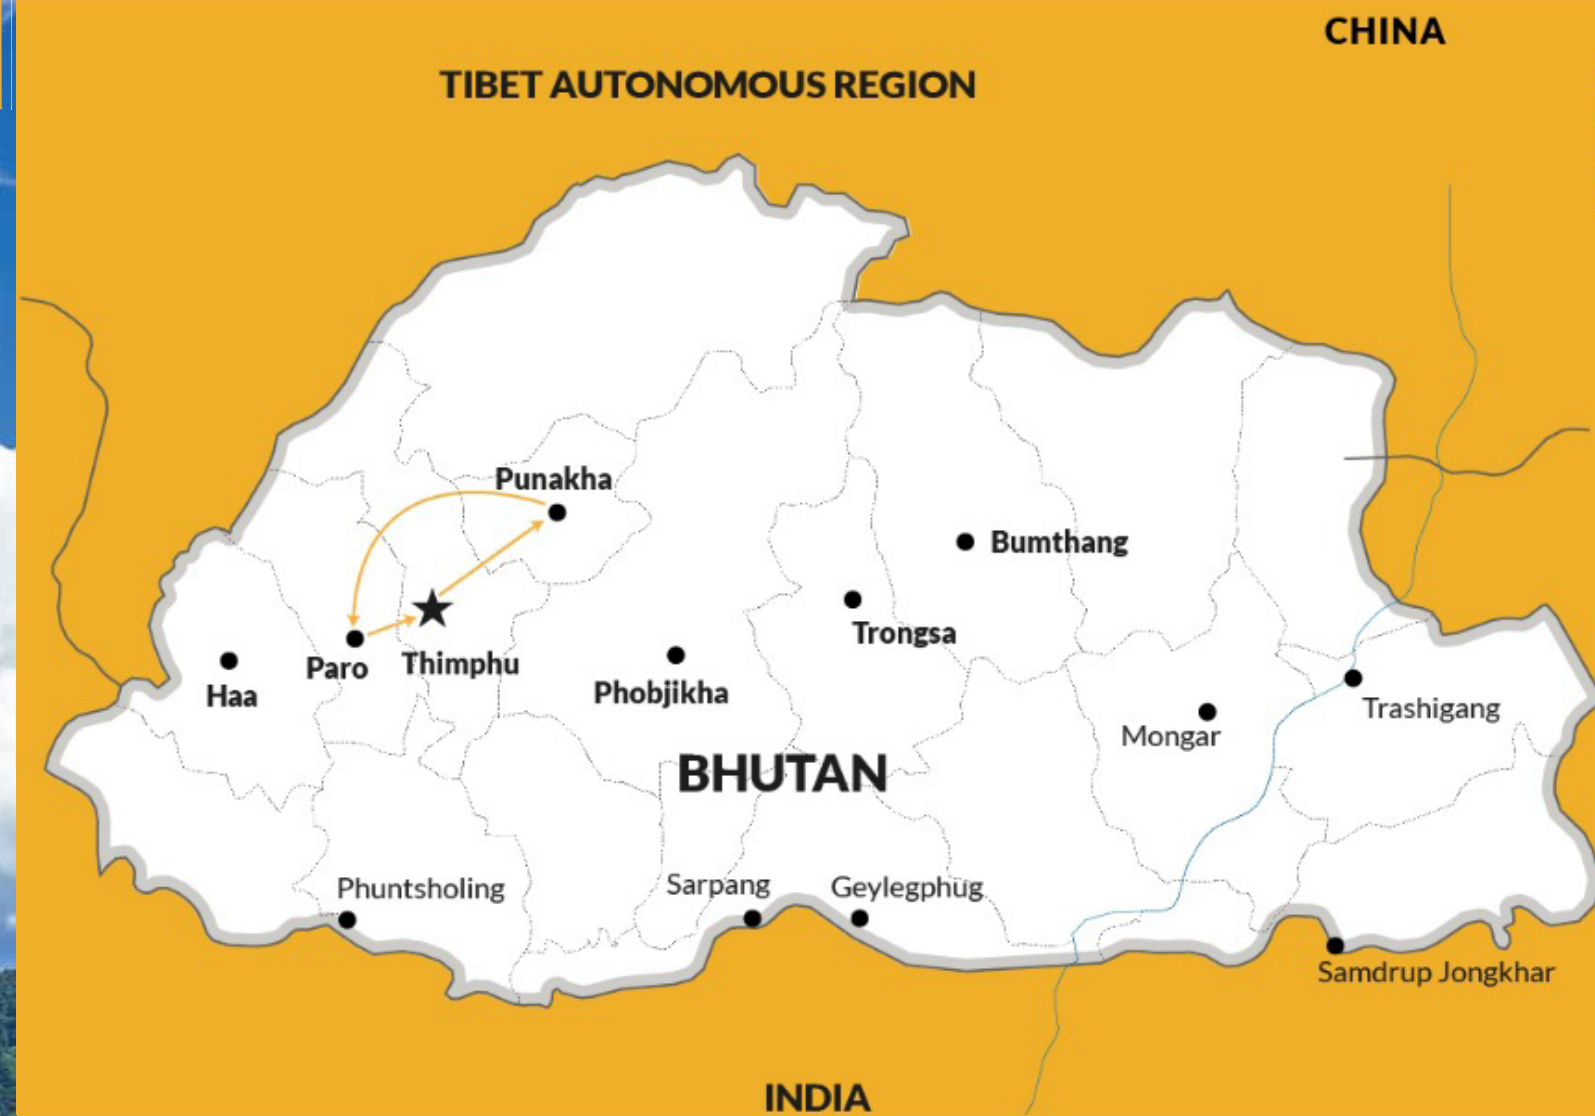 CHINA
TIBET AUTONOMOUS REGION
Punakha
Bumthang
Trongsa
Paro
Thimphu
Haa
Phobjikha
Trashigang
Mongar
BHUTAN
Phuntsholing
Sarpang
Geylegphug
Samdrup Jongkhar
INDIA